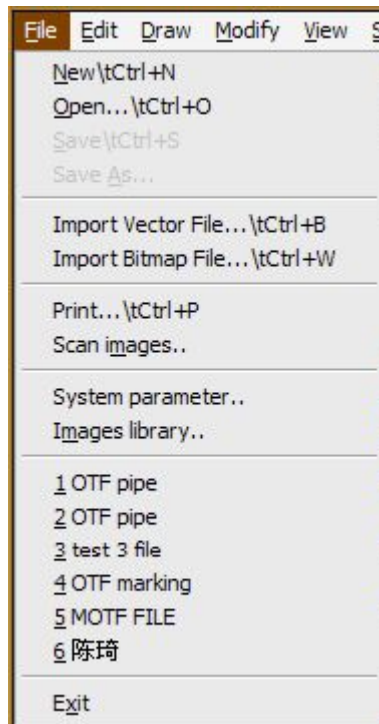 File Edit Draw Modify View S
New\tCtrl+N
Open...\tCtrl+O
Save\tCtrl+S
Save As...
Import Vector File...\tCtrl+B
Import Bitmap File...\tCtrl+W
Print...\tCtrl+P
Scan images..
System parameter..
Images library..
1 OTF pipe
2 OTF pipe
3 test 3 file
4 OTF marking
5 MOTF FILE
6 陈琦
Exit